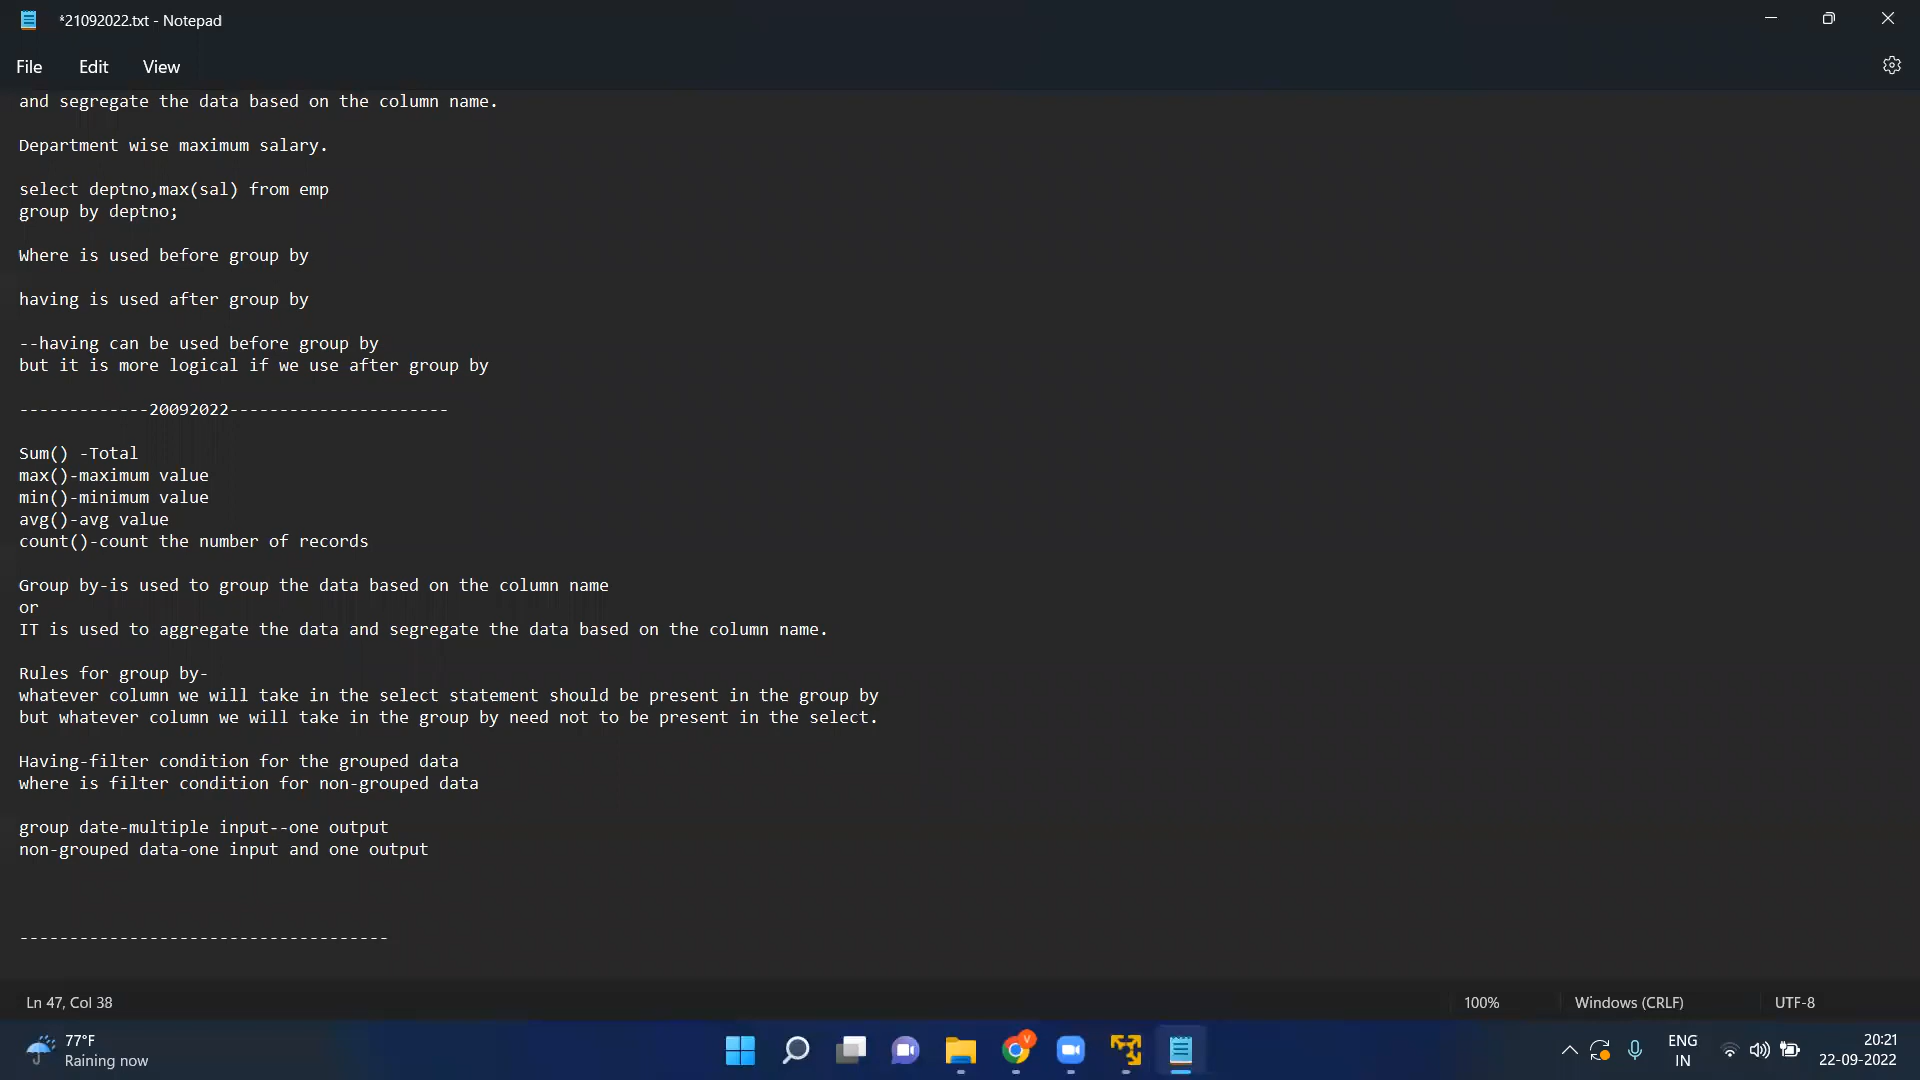 *21092022.txt - Notepad
File Edit View
and segregate the data based on the column name.
Department wise maximum salary.
select deptno,max(sal) from emp
group by deptno;
Where is used before group by
having is used after group by
--having can be used before group by
but it is more logical if we use after group by
-------------20092022----------------------
Sum() -Total
max()-maximum value
min()-minimum value
avg()-avg value
count()-count the number of records
Group by-is used to group the data based on the column name
or
IT is used to aggregate the data and segregate the data based on the column name.
Rules for group by-
whatever column we will take in the select statement should be present in the group by
but whatever column we will take in the group by need not to be present in the select.
Having-filter condition for the grouped data
where is filter condition for non-grouped data
group date-multiple input--one output
non-grouped data-one input and one output
-------------------------------------
Ln 47, Col 38 100% Windows (CRLF) UTF-8
77°F
Raining now
V
ENG
IN
20:21
22-09-2022